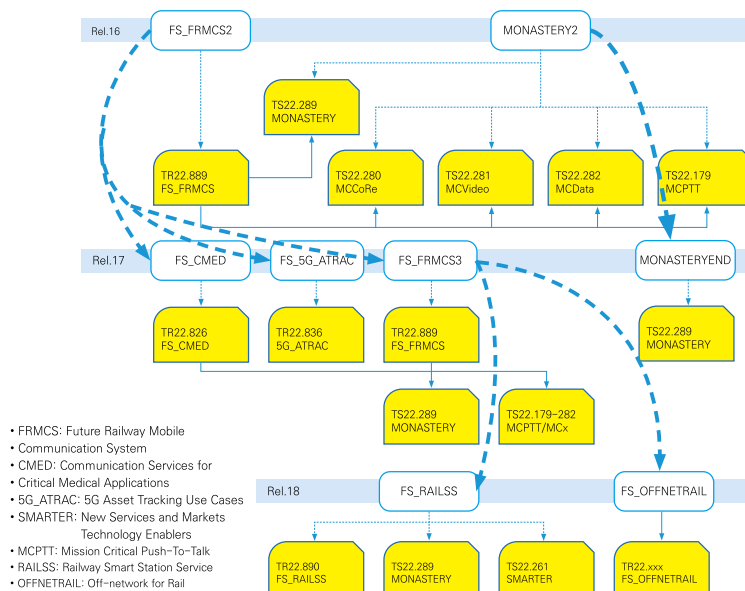 Rel.16
FS_FRMCS2
MONASTERY2
TS22.289
MONASTERY
TR22.889
FS_FRMCS
TS22.280
MCCoRe
TS22.281
MCVideo
TS22.282
MCData
TS22.179
MCPTT
Rel.17
FS_CMED
FS_5G_ATRAC
FS_FRMCS3
MONASTERYEND
TR22.826
FS_CMED
TR22.836
5G_ATRAC
TR22.889
FS_FRMCS
TS22.289
MONASTERY
TS22.289
MONASTERY
TS22.179-282
MCPTT/MCx
• FRMCS: Future Railway Mobile
• Communication System
• CMED: Communication Services for
• Critical Medical Applications
• 5G_ATRAC: 5G Asset Tracking Use Cases
• SMARTER: New Services and Markets
Technology Enablers
• MCPTT: Mission Critical Push-To-Talk
• RAILSS: Railway Smart Station Service
• OFFNETRAIL: Off-network for Rail
Rel.18
FS_RAILSS
FS_OFFNETRAIL
TR22.890
FS_RAILSS
TS22.289
MONASTERY
TS22.261
SMARTER
TR22.xxx
FS_OFFNETRAIL